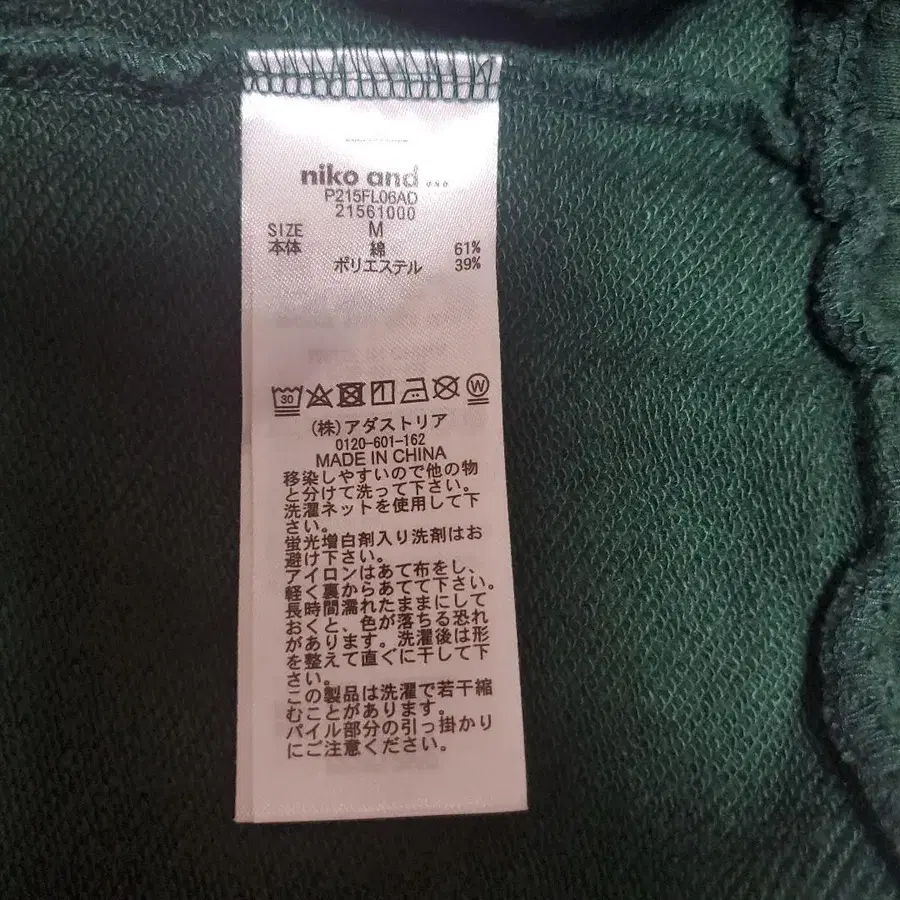 niko and ...
P215FL06AD
21561000
SIZE M
本体 綿 61%
ポリエステル 39%
30 W
(株)アダストリア
0120-601-162
MADE IN CHINA
移染しやすいので他の物
と分けて洗って下さい。
洗濯ネットを使用して下
さい。
蛍光増白剤入り洗剤はお
避け下さい。
アイロンはあて布をし、
軽く裏からあてて下さい。
長時間濡れたままにして
おくと、色が落ちる恐れ
があります。洗濯後は形
を整えて直ぐに干して下
さい。
この製品は洗濯で若干縮
むことがあります。
パイル部分の引っ掛かり
にご注意ください。